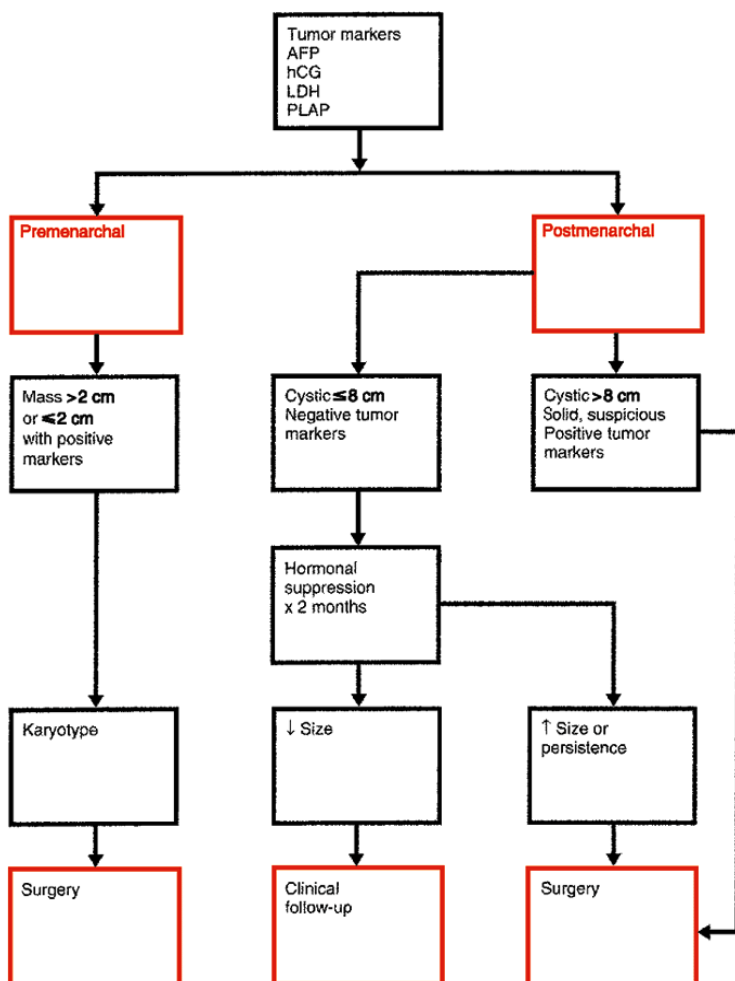 Tumor markers
AFP
hCG
LDH
PLAP
Premenarchal
Postmenarchal
Mass >2 cm
or ≤2 cm
with positive
markers
Cystic ≤8 cm
Negative tumor
markers
Cystic >8 cm
Solid, suspicious
Positive tumor
markers
Hormonal
suppression
x 2 months
Karyotype
↓ Size
↑ Size or
persistence
Surgery
Clinical
follow-up
Surgery